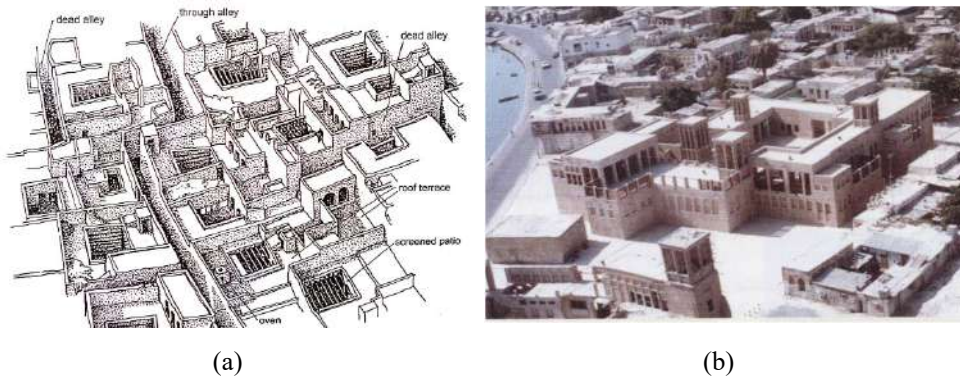 dead alley
through alley
dead alley
roof terrace
screened patio
oven
(a)
(b)